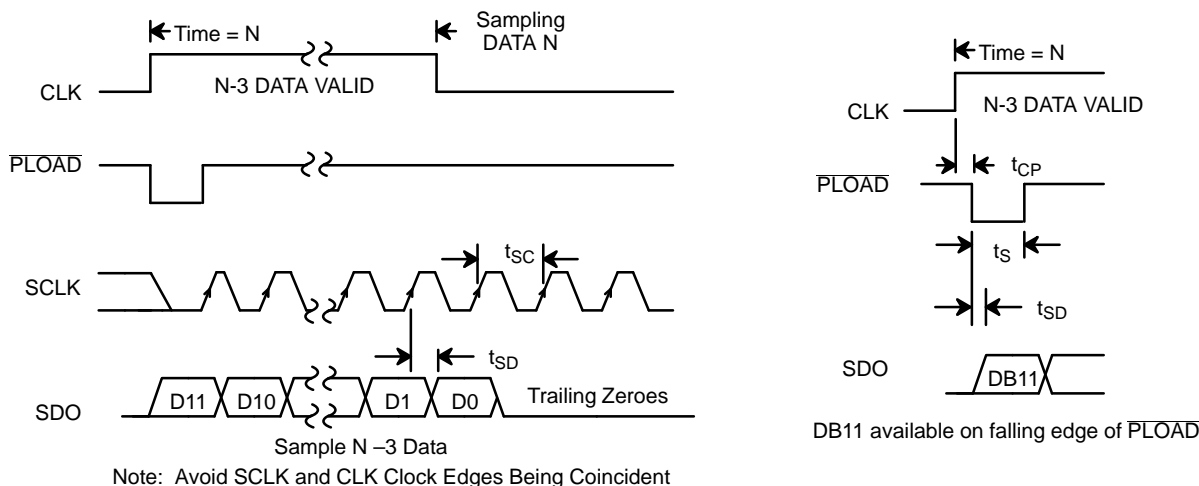 Time = N
Sampling
DATA N
N-3 DATA VALID
CLK
PLOAD
tSC
SCLK
tSD
SDO
D11
D10
D1
D0
Trailing Zeroes
Sample N –3 Data
Note: Avoid SCLK and CLK Clock Edges Being Coincident
Time = N
N-3 DATA VALID
CLK
tCP
PLOAD
tS
tSD
SDO
DB11
DB11 available on falling edge of PLOAD